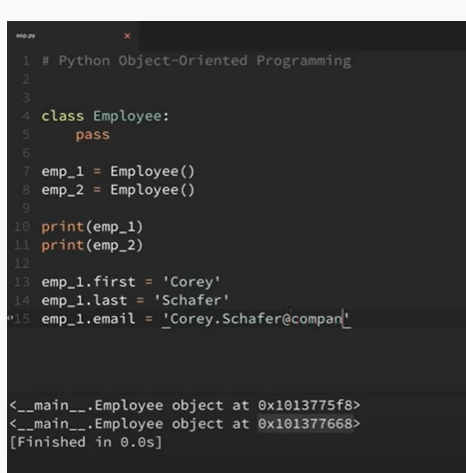 oop.py ×
1 # Python Object-Oriented Programming
2
3
4 class Employee:
5     pass
6
7 emp_1 = Employee()
8 emp_2 = Employee()
9
10 print(emp_1)
11 print(emp_2)
12
13 emp_1.first = 'Corey'
14 emp_1.last = 'Schafer'
15 emp_1.email = 'Corey.Schafer@compan'
<__main__.Employee object at 0x1013775f8>
<__main__.Employee object at 0x101377668>
[Finished in 0.0s]